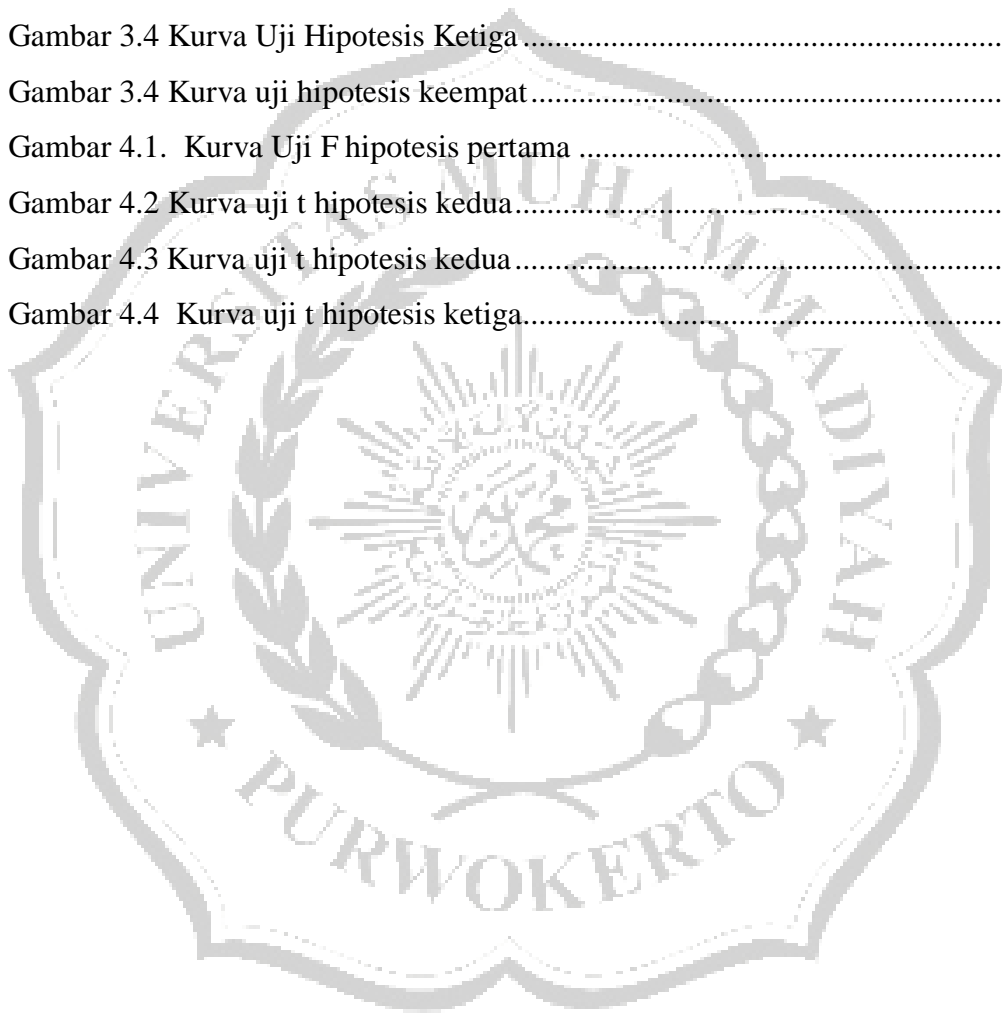 Gambar 3.4 Kurva Uji Hipotesis Ketiga............................................................
Gambar 3.4 Kurva uji hipotesis keempat...........................................................
Gambar 4.1.  Kurva Uji F hipotesis pertama .....................................................
Gambar 4.2 Kurva uji t hipotesis kedua.............................................................
Gambar 4.3 Kurva uji t hipotesis kedua.............................................................
Gambar 4.4  Kurva uji t hipotesis ketiga............................................................
UNIVERSITAS MUHAMMADIYAH
PURWOKERTO